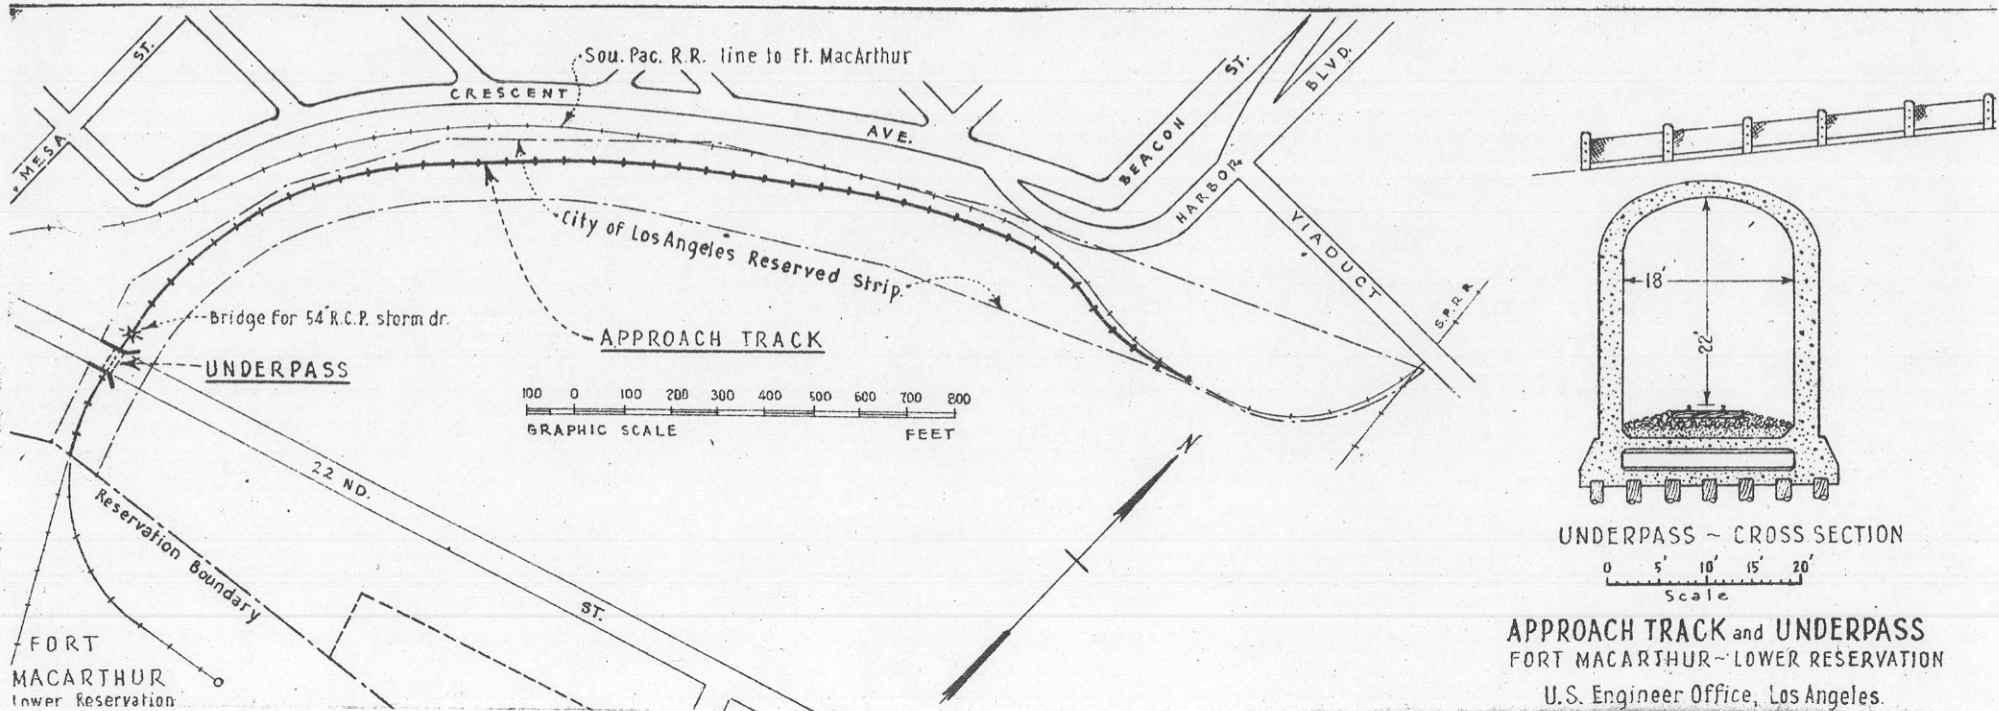 ST.
MESA
Sou. Pac. R.R. line to Ft. MacArthur
CRESCENT
AVE.
BEACON
ST.
HARBOR
BLVD.
VIADUCT
S.P.R.R.
City of Los Angeles Reserved Strip.
Bridge for 54" R.C.P. storm dr.
UNDERPASS
APPROACH TRACK
100 0 100 200 300 400 500 600 700 800
GRAPHIC SCALE FEET
N
22 ND.
ST.
Reservation Boundary
FORT
MACARTHUR
Lower Reservation
18'
22'
UNDERPASS ~ CROSS SECTION
0 5' 10' 15' 20'
Scale
APPROACH TRACK and UNDERPASS
FORT MACARTHUR ~ LOWER RESERVATION
U.S. Engineer Office, Los Angeles.